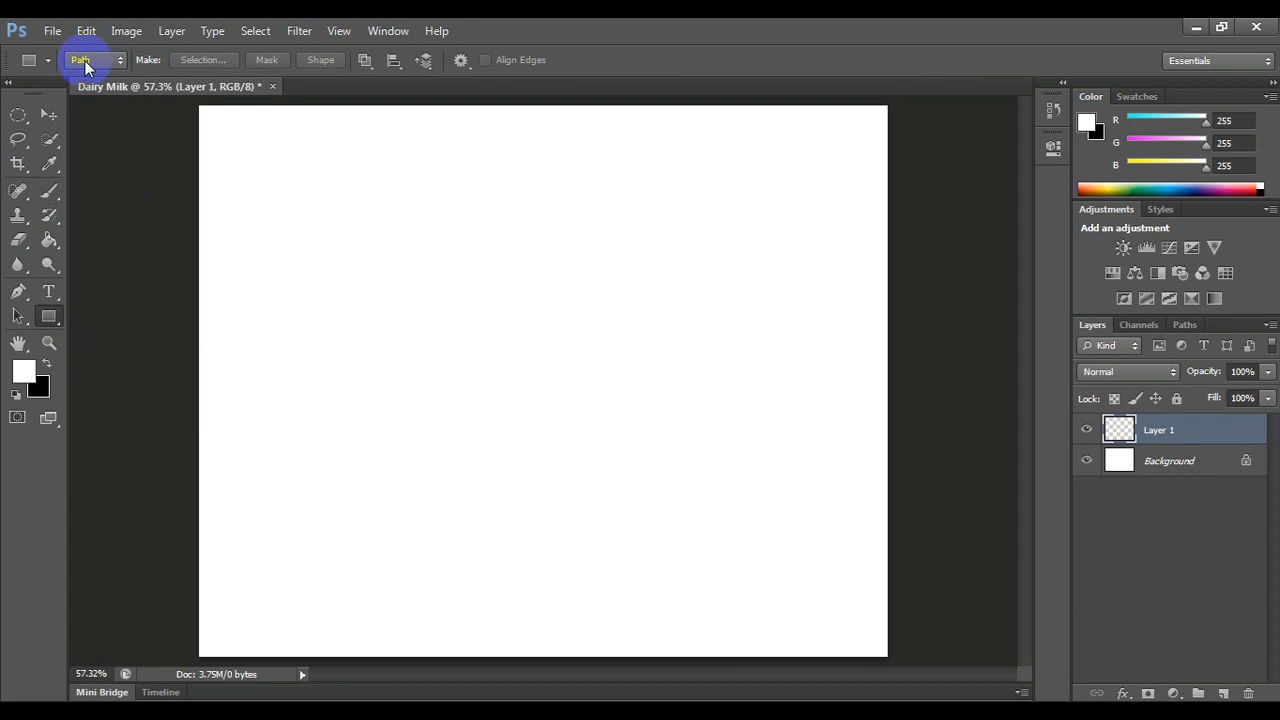 Ps File Edit Image Layer Type Select Filter View Window Help
Path Make: Selection... Mask Shape Align Edges Essentials
Dairy Milk @ 57.3% (Layer 1, RGB/8) *
Color Swatches
R 255
G 255
B 255
Adjustments Styles
Add an adjustment
Layers Channels Paths
Kind
Normal Opacity: 100%
Lock: Fill: 100%
Layer 1
Background
57.32% Doc: 3.75M/0 bytes
Mini Bridge Timeline